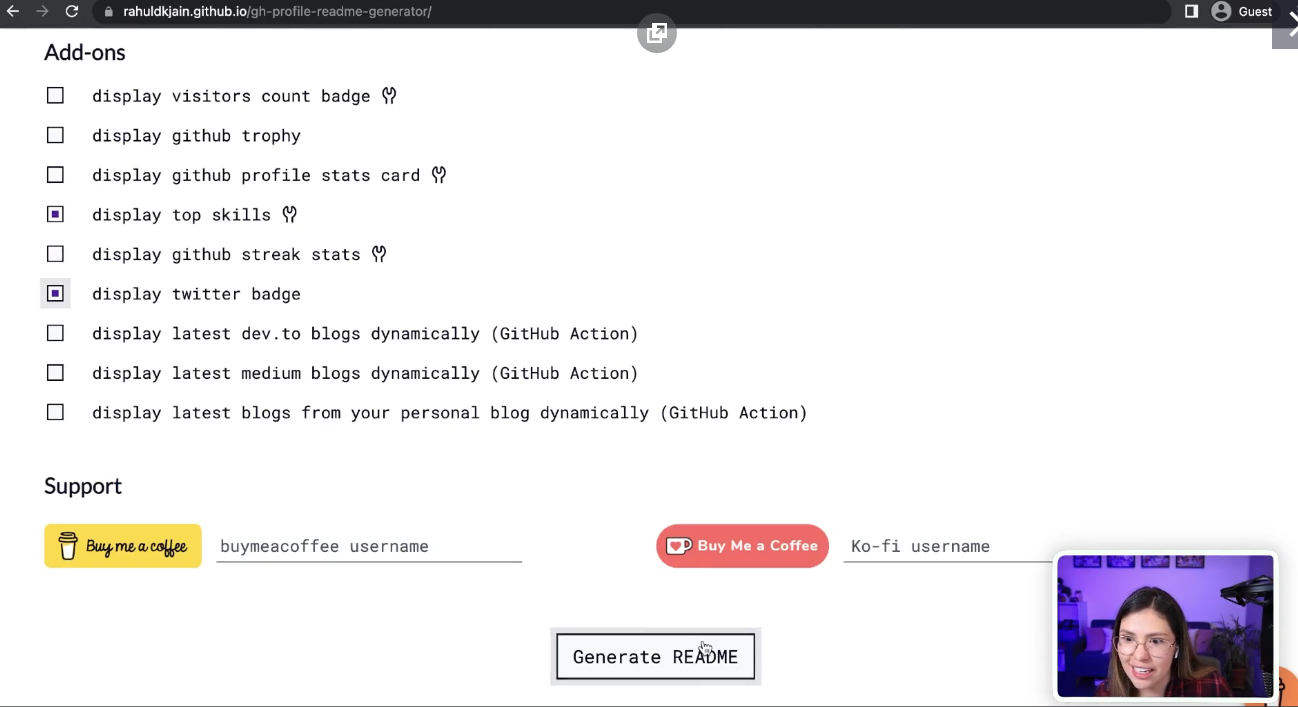 rahuldkjain.github.io/gh-profile-readme-generator/
Guest
Add-ons
display visitors count badge
display github trophy
display github profile stats card
display top skills
display github streak stats
display twitter badge
display latest dev.to blogs dynamically (GitHub Action)
display latest medium blogs dynamically (GitHub Action)
display latest blogs from your personal blog dynamically (GitHub Action)
Support
Buy me a coffee buymeacoffee username
Buy Me a Coffee Ko-fi username
Generate README